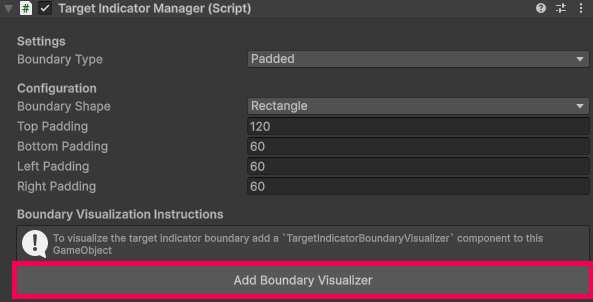 Target Indicator Manager (Script)
Settings
Boundary Type Padded
Configuration
Boundary Shape Rectangle
Top Padding 120
Bottom Padding 60
Left Padding 60
Right Padding 60
Boundary Visualization Instructions
To visualize the target indicator boundary add a `TargetIndicatorBoundaryVisualizer` component to this
GameObject
Add Boundary Visualizer